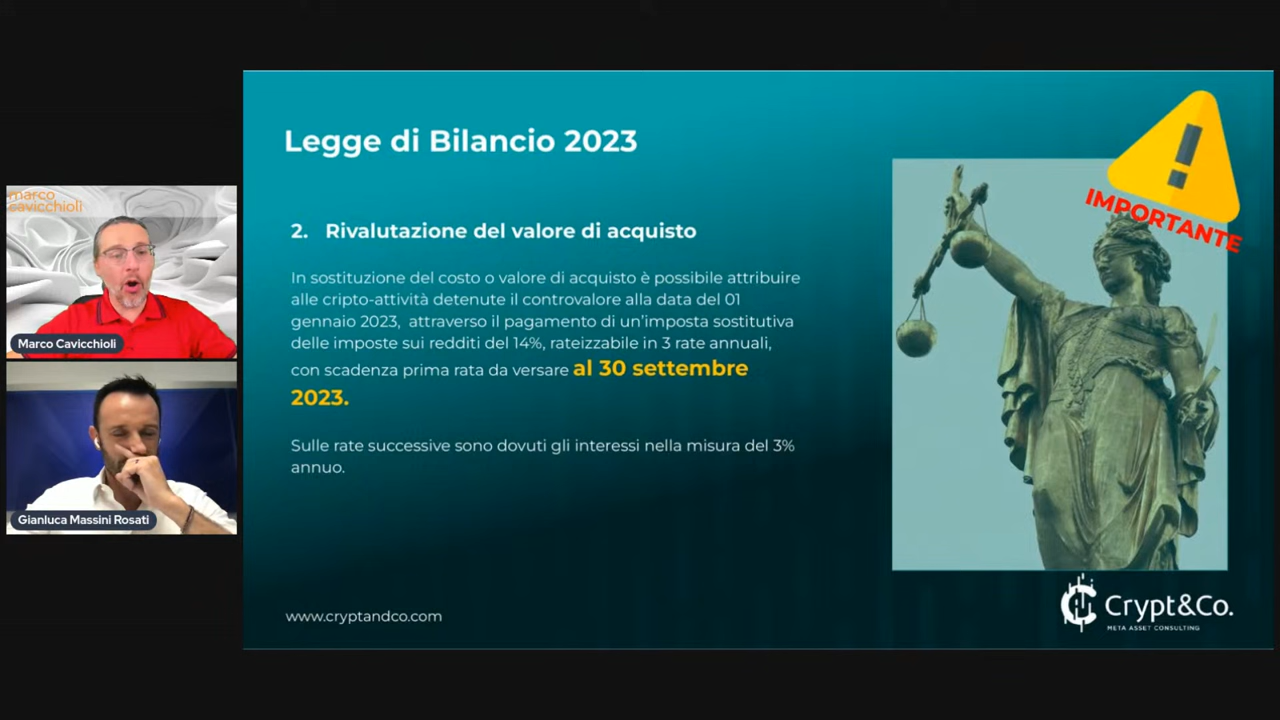 marco
cavicchioli
Marco Cavicchioli
Gianluca Massini Rosati
Legge di Bilancio 2023
IMPORTANTE
2. Rivalutazione del valore di acquisto
In sostituzione del costo o valore di acquisto è possibile attribuire
alle cripto-attività detenute il controvalore alla data del 01
gennaio 2023, attraverso il pagamento di un'imposta sostitutiva
delle imposte sui redditi del 14%, rateizzabile in 3 rate annuali,
con scadenza prima rata da versare al 30 settembre
2023.
Sulle rate successive sono dovuti gli interessi nella misura del 3%
annuo.
www.cryptandco.com
Crypt&Co.
META ASSET CONSULTING